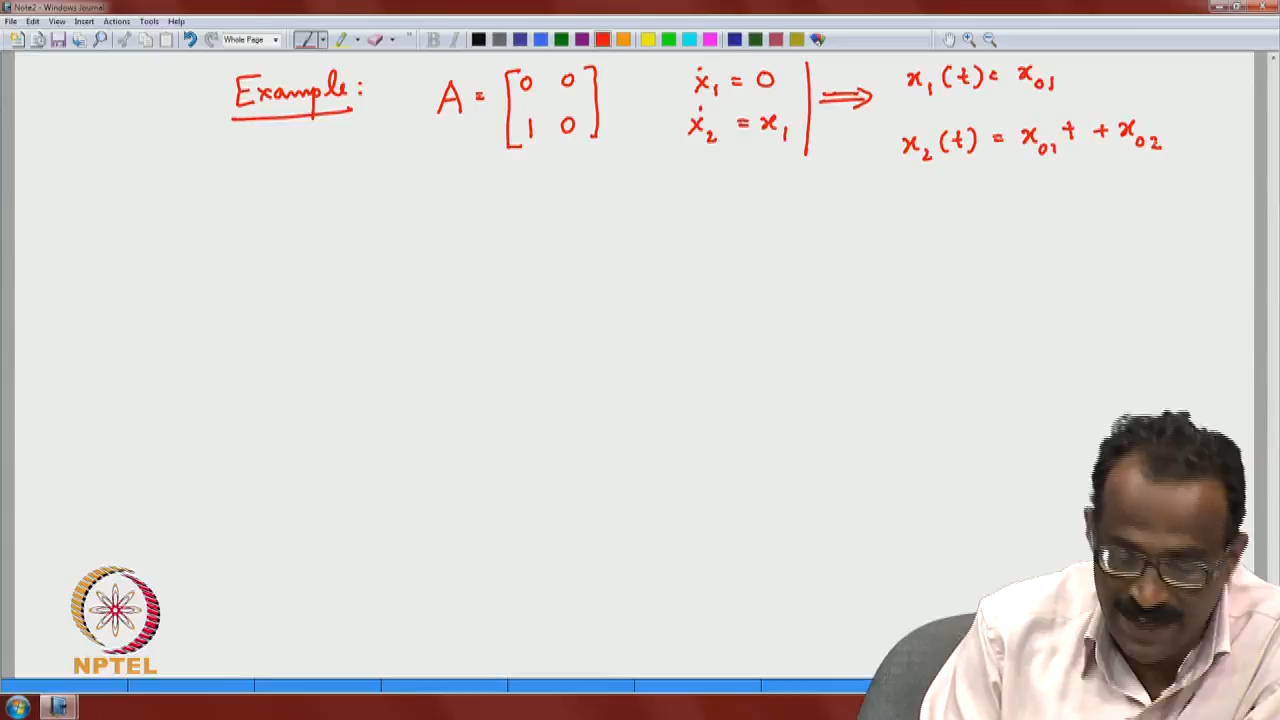 Note2 - Windows Journal
File Edit View Insert Actions Tools Help
Whole Page
Example: A = [0 0 ẋ₁ = 0 ⟹ x₁(t) = x₀₁
1 0] ẋ₂ = x₁ x₂(t) = x₀₁t + x₀₂
NPTEL